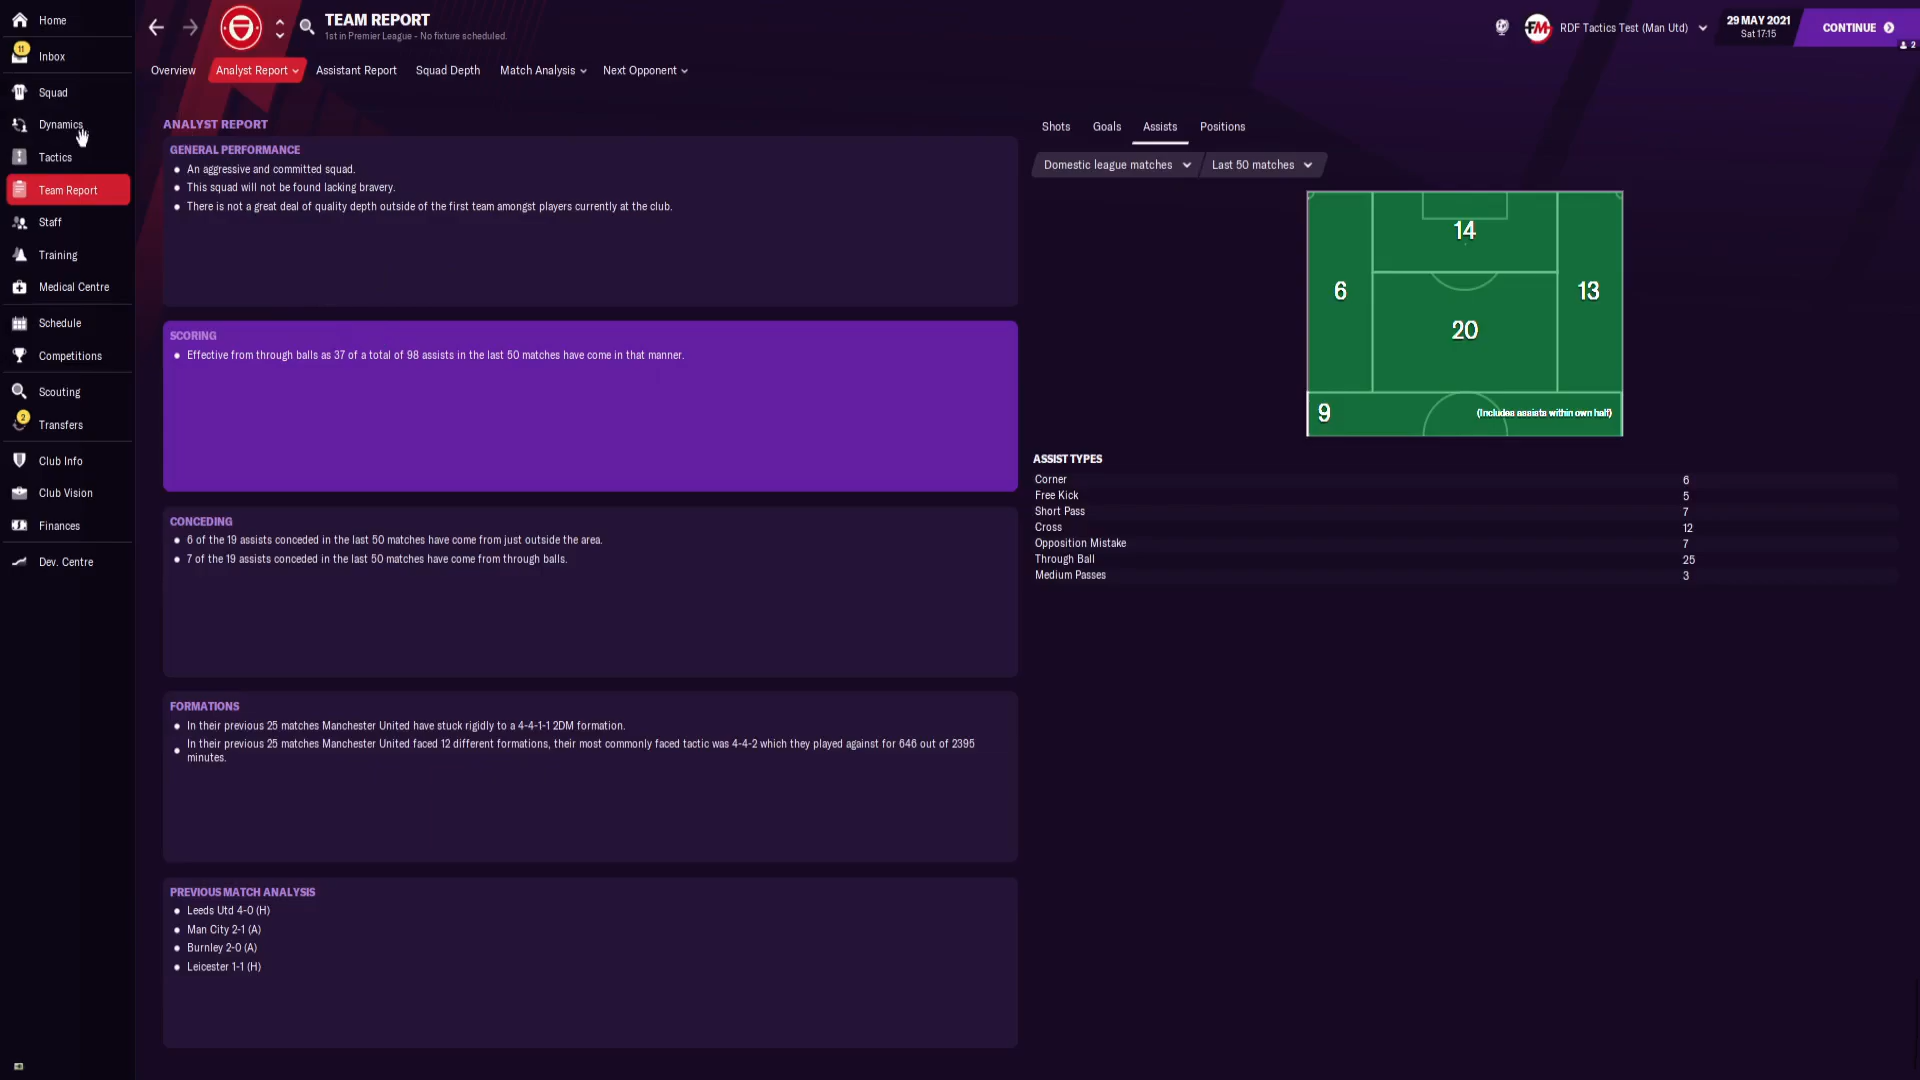 Home
11
Inbox
Squad
Dynamics
Tactics
Team Report
Staff
Training
Medical Centre
Schedule
Competitions
Scouting
2
Transfers
Club Info
Club Vision
Finances
Dev. Centre
TEAM REPORT
1st in Premier League - No fixture scheduled.
FM
RDF Tactics Test (Man Utd)
29 MAY 2021
Sat 17:15
CONTINUE
2
Overview
Analyst Report
Assistant Report
Squad Depth
Match Analysis
Next Opponent
ANALYST REPORT
GENERAL PERFORMANCE
An aggressive and committed squad.
This squad will not be found lacking bravery.
There is not a great deal of quality depth outside of the first team amongst players currently at the club.
SCORING
Effective from through balls as 37 of a total of 98 assists in the last 50 matches have come in that manner.
CONCEDING
6 of the 19 assists conceded in the last 50 matches have come from just outside the area.
7 of the 19 assists conceded in the last 50 matches have come from through balls.
FORMATIONS
In their previous 25 matches Manchester United have stuck rigidly to a 4-4-1-1 2DM formation.
In their previous 25 matches Manchester United faced 12 different formations, their most commonly faced tactic was 4-4-2 which they played against for 646 out of 2395
minutes.
PREVIOUS MATCH ANALYSIS
Leeds Utd 4-0 (H)
Man City 2-1 (A)
Burnley 2-0 (A)
Leicester 1-1 (H)
Shots
Goals
Assists
Positions
Domestic league matches
Last 50 matches
14
6
13
20
9
(Includes assists within own half)
ASSIST TYPES
Corner 6
Free Kick 5
Short Pass 7
Cross 12
Opposition Mistake 7
Through Ball 25
Medium Passes 3